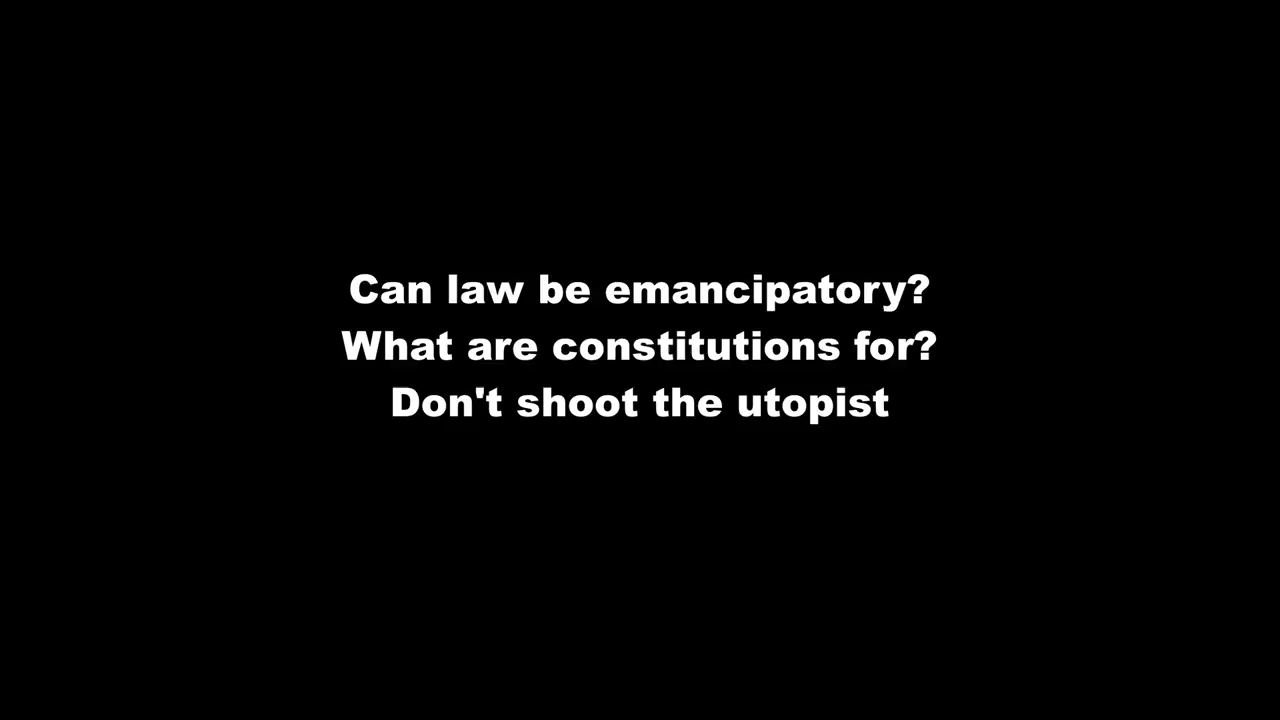 Can law be emancipatory?
What are constitutions for?
Don't shoot the utopist